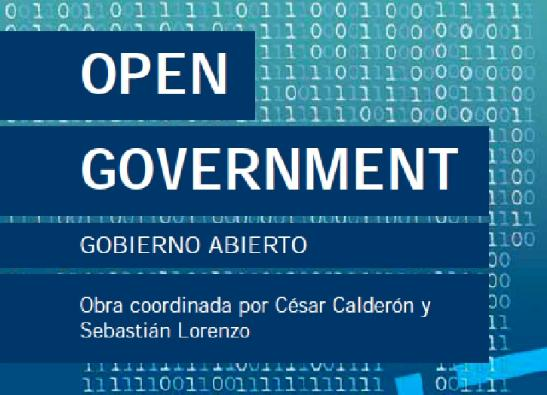 OPEN
GOVERNMENT
GOBIERNO ABIERTO
Obra coordinada por César Calderón y
Sebastián Lorenzo